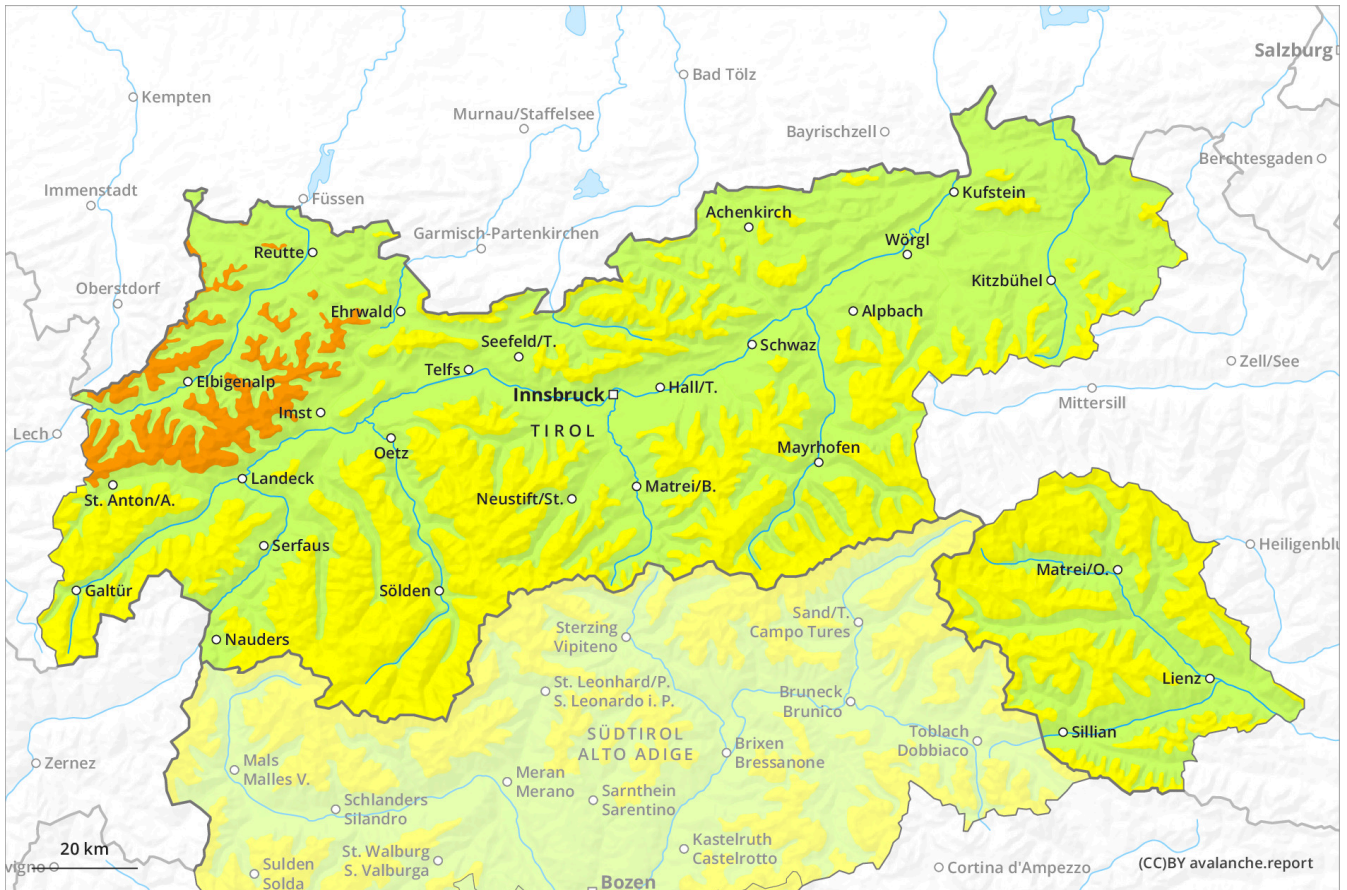 Salzburg
Bad Tölz
Kempten
Murnau/Staffelsee
Bayrischzell
Berchtesgaden
Immenstadt
Füssen
Kufstein
Achenkirch
Garmisch-Partenkirchen
Reutte
Wörgl
Oberstdorf
Kitzbühel
Ehrwald
Alpbach
Seefeld/T.
Schwaz
Zell/See
Telfs
Elbigenalp
Innsbruck
Hall/T.
Mittersill
Imst
Lech
TIROL
Oetz
Mayrhofen
Landeck
Matrei/B.
St. Anton/A.
Neustift/St.
Serfaus
Matrei/O.
Galtür
Sölden
Sand/T.
Campo Tures
Sterzing
Vipiteno
Nauders
Lienz
St. Leonhard/P.
S. Leonardo i. P.
Bruneck
Brunico
SÜDTIROL
ALTO ADIGE
Toblach
Dobbiaco
Sillian
Brixen
Bressanone
Mals
Malles V.
Zernez
Meran
Merano
Sarnthein
Sarentino
Schlanders
Silandro
20 km
St. Walburg
S. Valburga
Kastelruth
Castelrotto
Sulden
Solda
Cortina d'Ampezzo
(CC)BY avalanche.report
Bozen